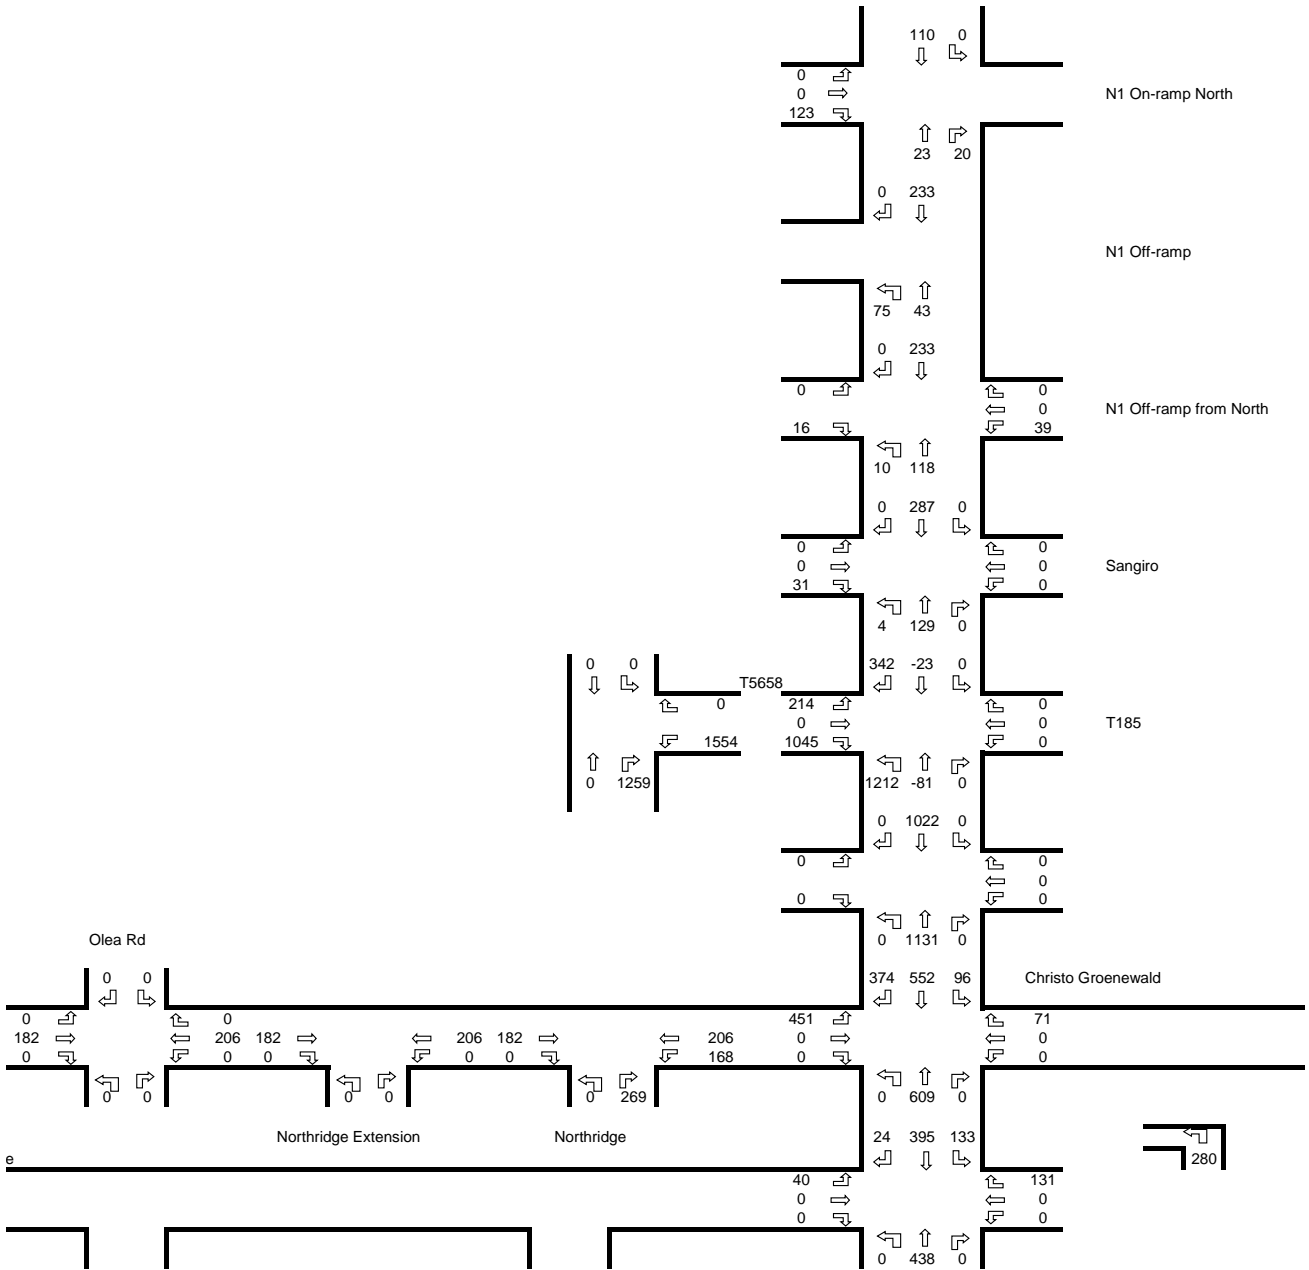 110 0
0
0
123
N1 On-ramp North
23 20
0 233
N1 Off-ramp
75 43
0 233
0
0
0
N1 Off-ramp from North
16
39
10 118
0 287 0
0
0
0
0
Sangiro
31
0
4 129 0
0 0
342 -23 0
T5658
0
214
0
0
0
T185
1554
1045
0
0 1259
1212 -81 0
0 1022 0
0
0
0
0
0
0 1131 0
Olea Rd
0 0
374 552 96
Christo Groenewald
0
0
451
71
182
206 182
206 182
206
0
0
0
0 0
0 0
168
0
0
0 0
0 0
0 269
0 609 0
Northridge Extension
Northridge
24 395 133
280
e
40
131
0
0
0
0
0 438 0